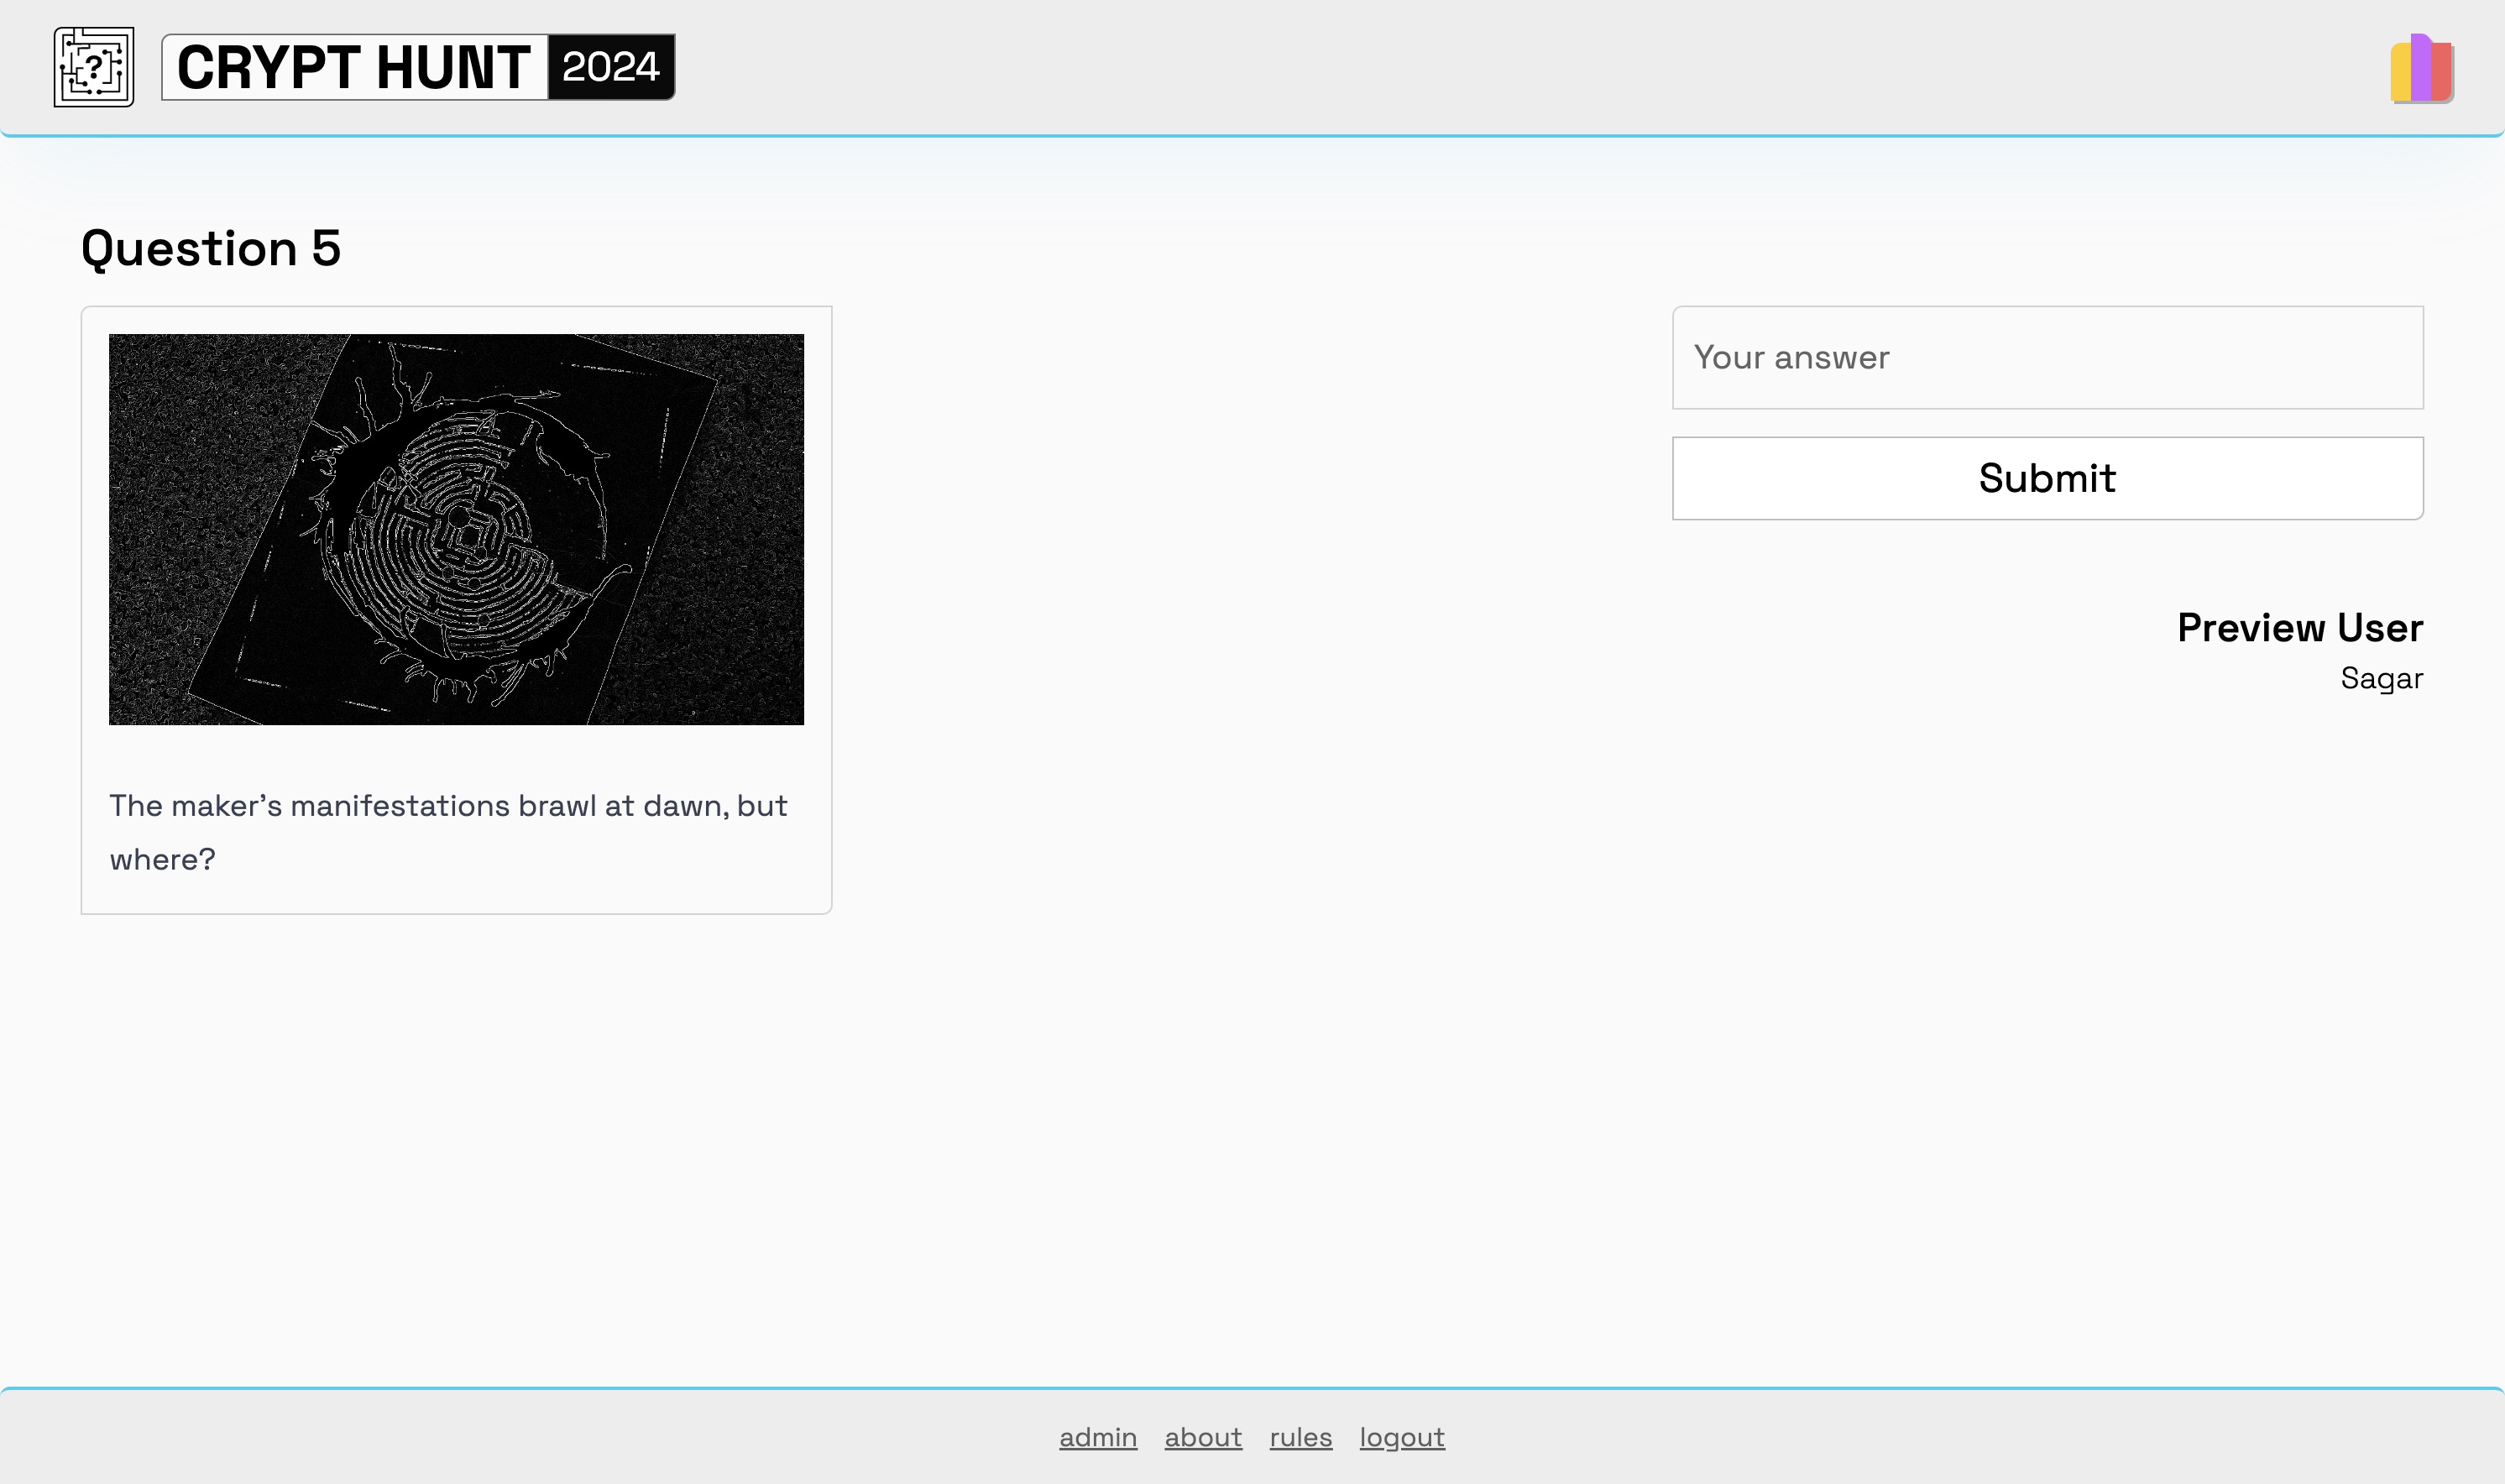 ?
CRYPT HUNT 2024
Question 5
The maker’s manifestations brawl at dawn, but
where?
Your answer
Submit
Preview User
Sagar
admin about rules logout